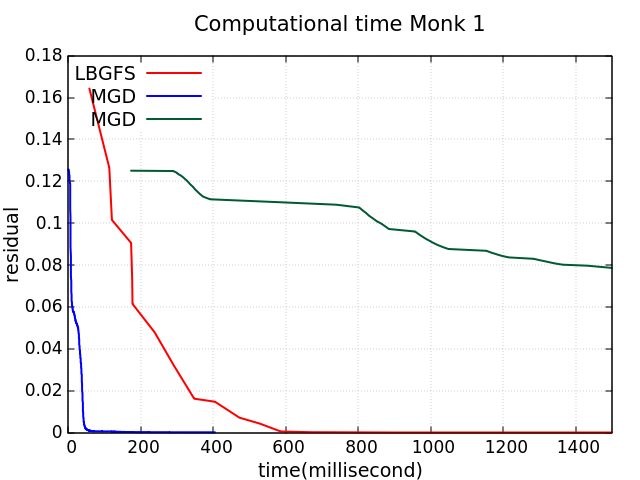 Computational time Monk 1
0.18
LBGFS
0.16
MGD
MGD
0.14
0.12
0.1
residual
0.08
0.06
0.04
0.02
0
0 200 400 600 800 1000 1200 1400
time(millisecond)